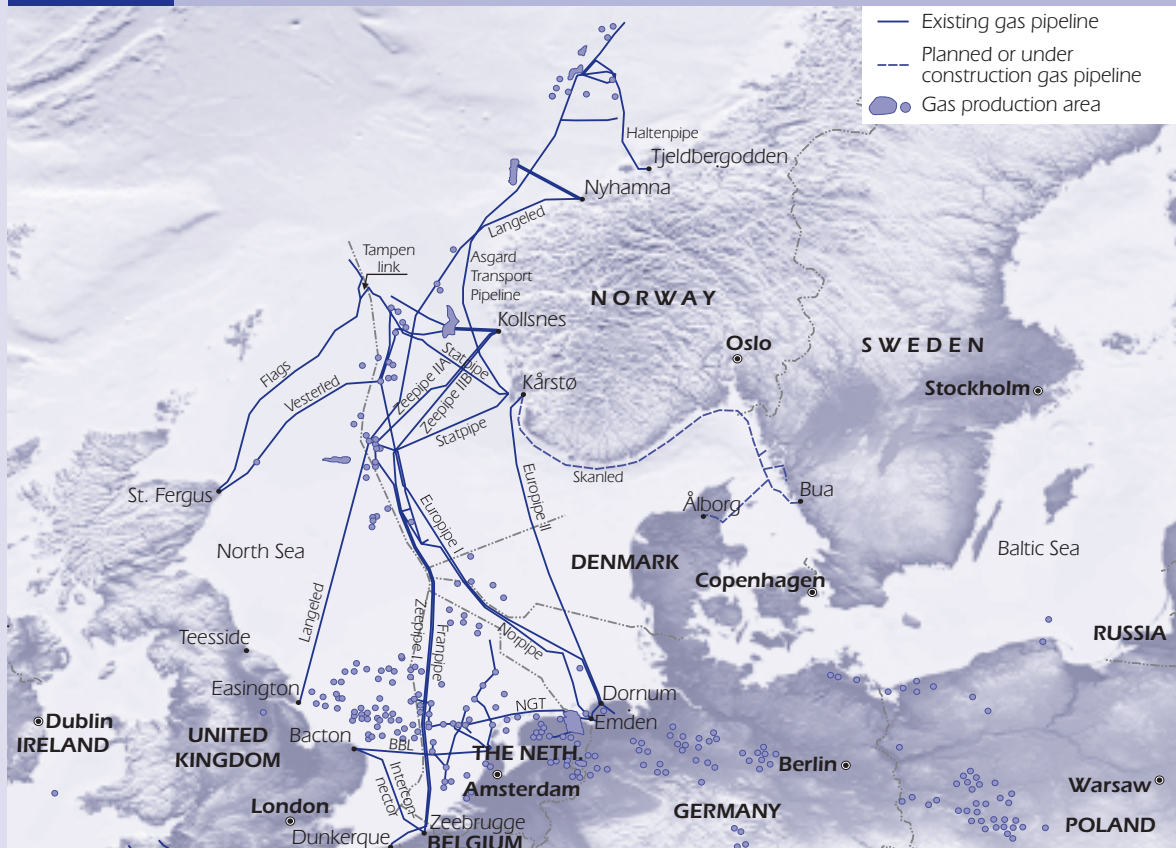 Existing gas pipeline
Planned or under
construction gas pipeline
Gas production area
Haltenpipe
Tjeldbergodden
Nyhamna
Langeled
Tampen
link
Asgard
Transport
Pipeline
NORWAY
Kollsnes
Oslo
SWEDEN
Stockholm
Flags
Vesterled
Statpipe
Zeepipe IIA
Zeepipe IIB
Kårstø
Statpipe
Skanled
St. Fergus
Europipe I
Europipe II
Ålborg
Bua
North Sea
DENMARK
Baltic Sea
Copenhagen
Langeled
Zeepipe I
Franpipe
Norpipe
Teesside
RUSSIA
Easington
Dornum
NGT
Emden
Dublin
IRELAND
UNITED
KINGDOM
Bacton
BBL
THE NETH.
Berlin
Amsterdam
Warsaw
Intercon-
nector
London
GERMANY
POLAND
Zeebrugge
Dunkerque
BELGIUM